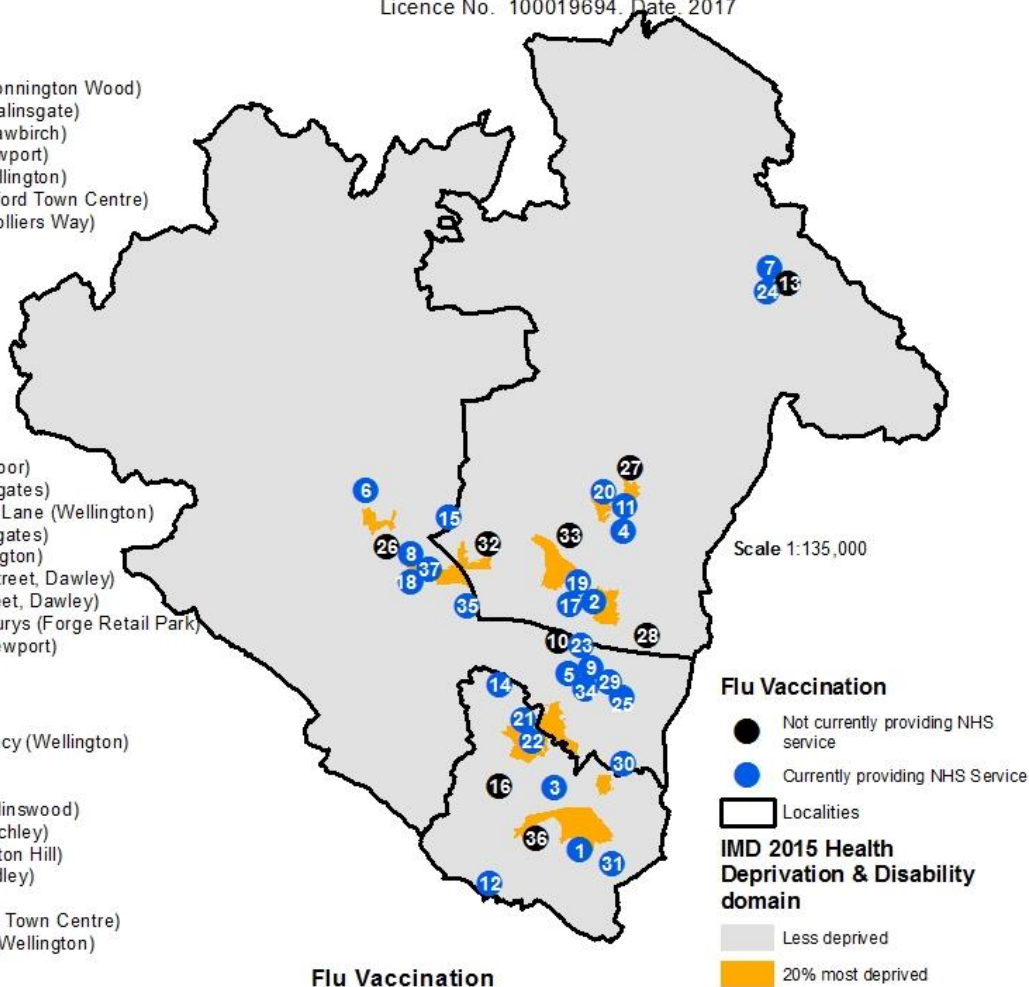 Licence No. 100019694. Date. 2017
onnington Wood)
alinsgate)
awbirch)
wport)
llington)
ford Town Centre)
olliers Way)
7
13
24
oor)
gates)
Lane (Wellington)
gates)
gton)
treet, Dawley)
eet, Dawley)
urys (Forge Retail Park)
ewport)
27
6
20
11
15
4
33
32
26
8
37
18
19
2
17
35
Scale 1:135,000
28
10
23
9
5
29
34
25
14
21
22
30
16
3
36
1
31
12
cy (Wellington)
linswood)
chley)
ton Hill)
dley)
Town Centre)
Wellington)
Flu Vaccination
Not currently providing NHS
service
Currently providing NHS Service
Localities
IMD 2015 Health
Deprivation & Disability
domain
Less deprived
20% most deprived
Flu Vaccination